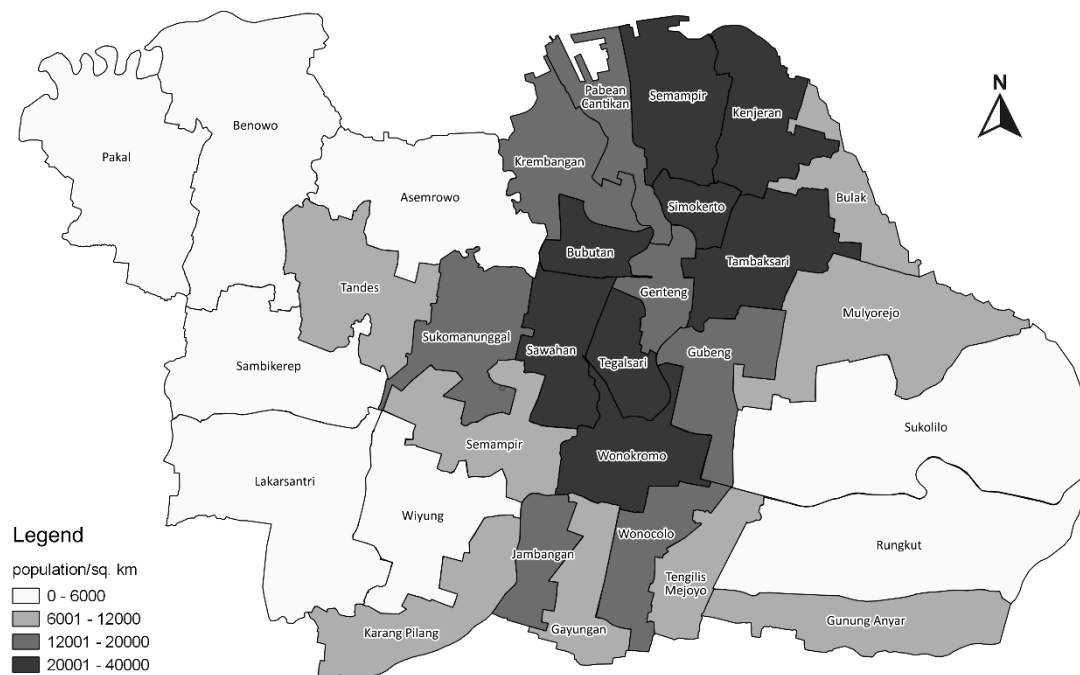 N
Pabean
Cantikan
Semampir
Kenjeran
Benowo
Pakal
Krembangan
Asemrowo
Simokerto
Bulak
Bubutan
Tambaksari
Tandes
Genteng
Mulyorejo
Sukomanunggal
Sawahan
Tegalsari
Gubeng
Sambikerep
Sukolilo
Semampir
Wonokromo
Lakarsantri
Wiyung
Legend
population/sq. km
0 - 6000
6001 - 12000
12001 - 20000
20001 - 40000
Jambangan
Wonocolo
Rungkut
Tengilis
Mejoyo
Karang Pilang
Gayungan
Gunung Anyar